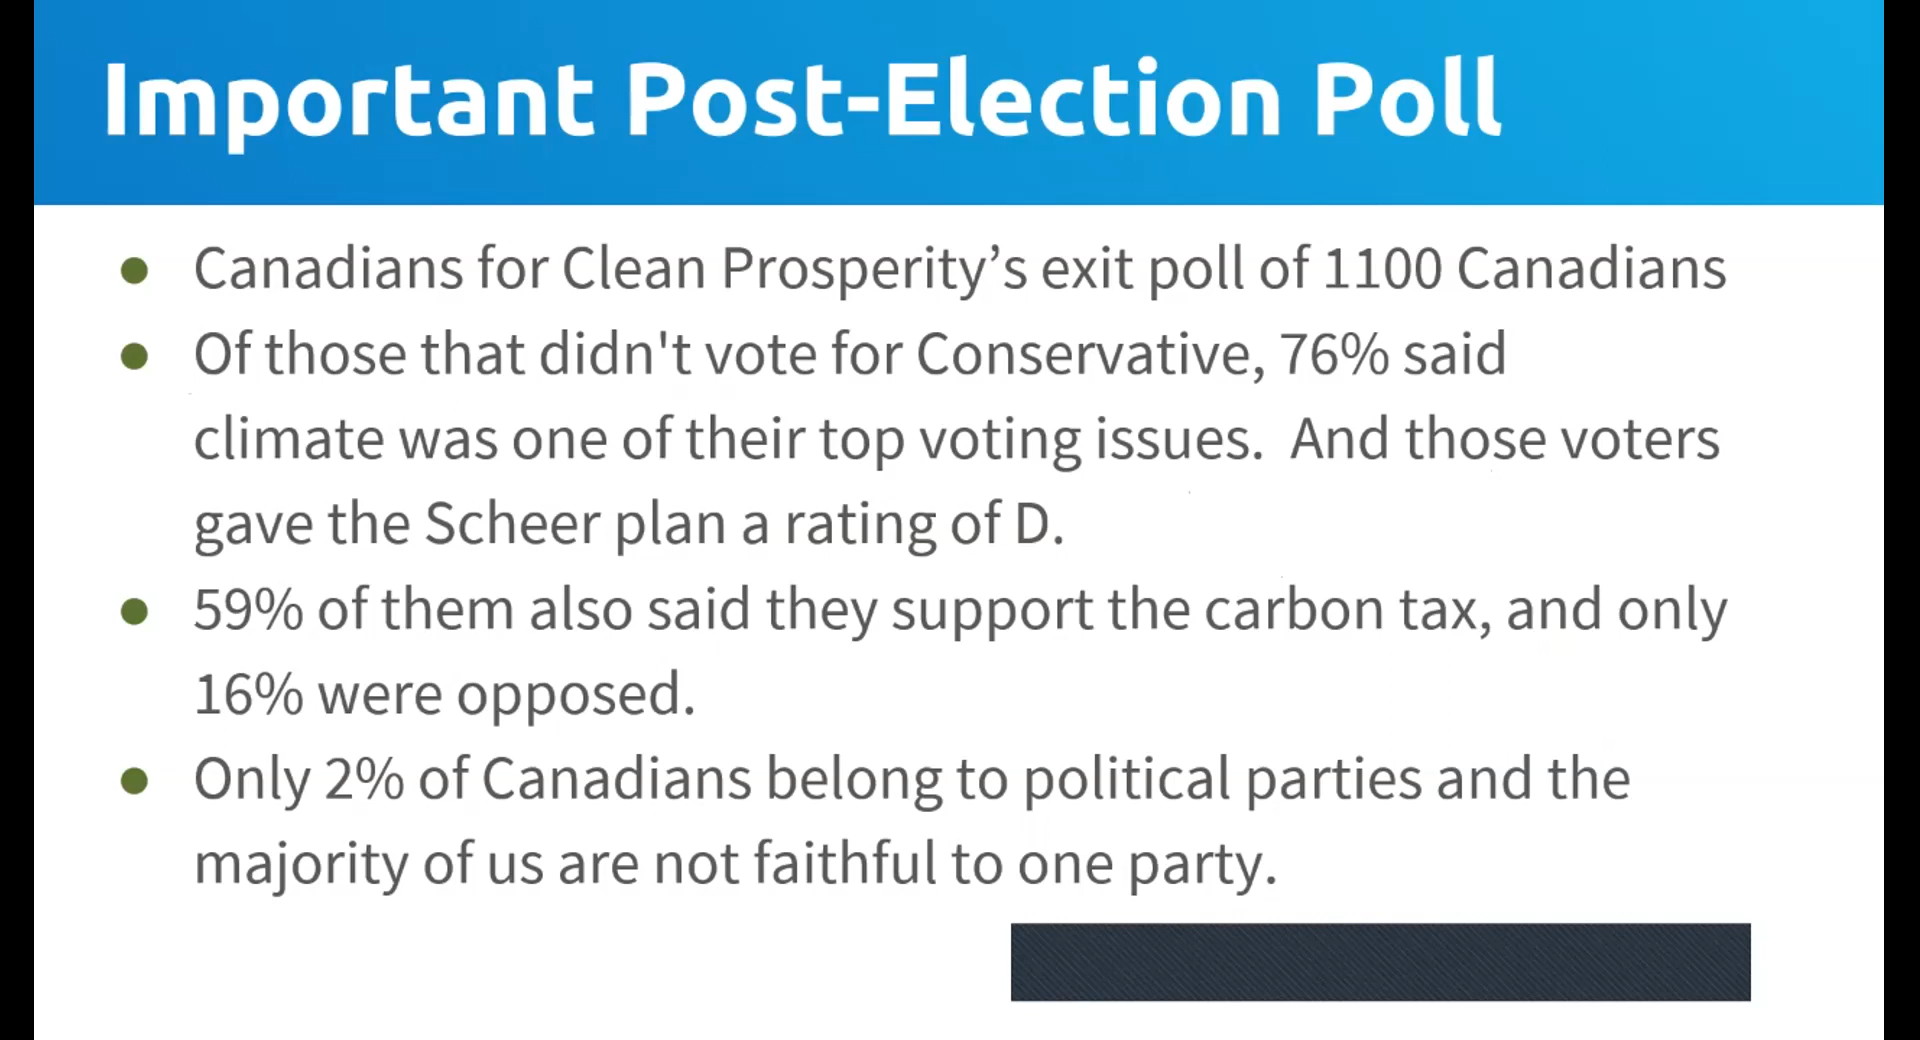 Important Post-Election Poll
Canadians for Clean Prosperity’s exit poll of 1100 Canadians
Of those that didn't vote for Conservative, 76% said
climate was one of their top voting issues.  And those voters
gave the Scheer plan a rating of D.
59% of them also said they support the carbon tax, and only
16% were opposed.
Only 2% of Canadians belong to political parties and the
majority of us are not faithful to one party.